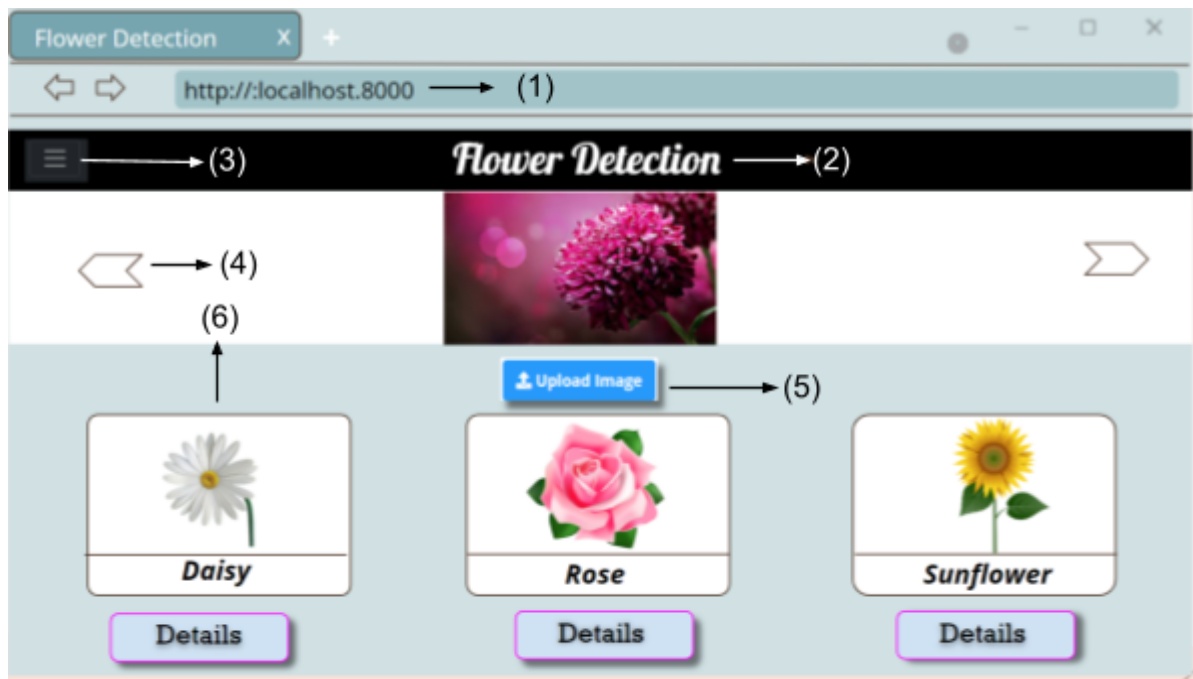 Flower Detection X +
http://:localhost.8000 (1)
(3) Flower Detection (2)
(4)
(6)
Upload Image (5)
Daisy Rose Sunflower
Details Details Details